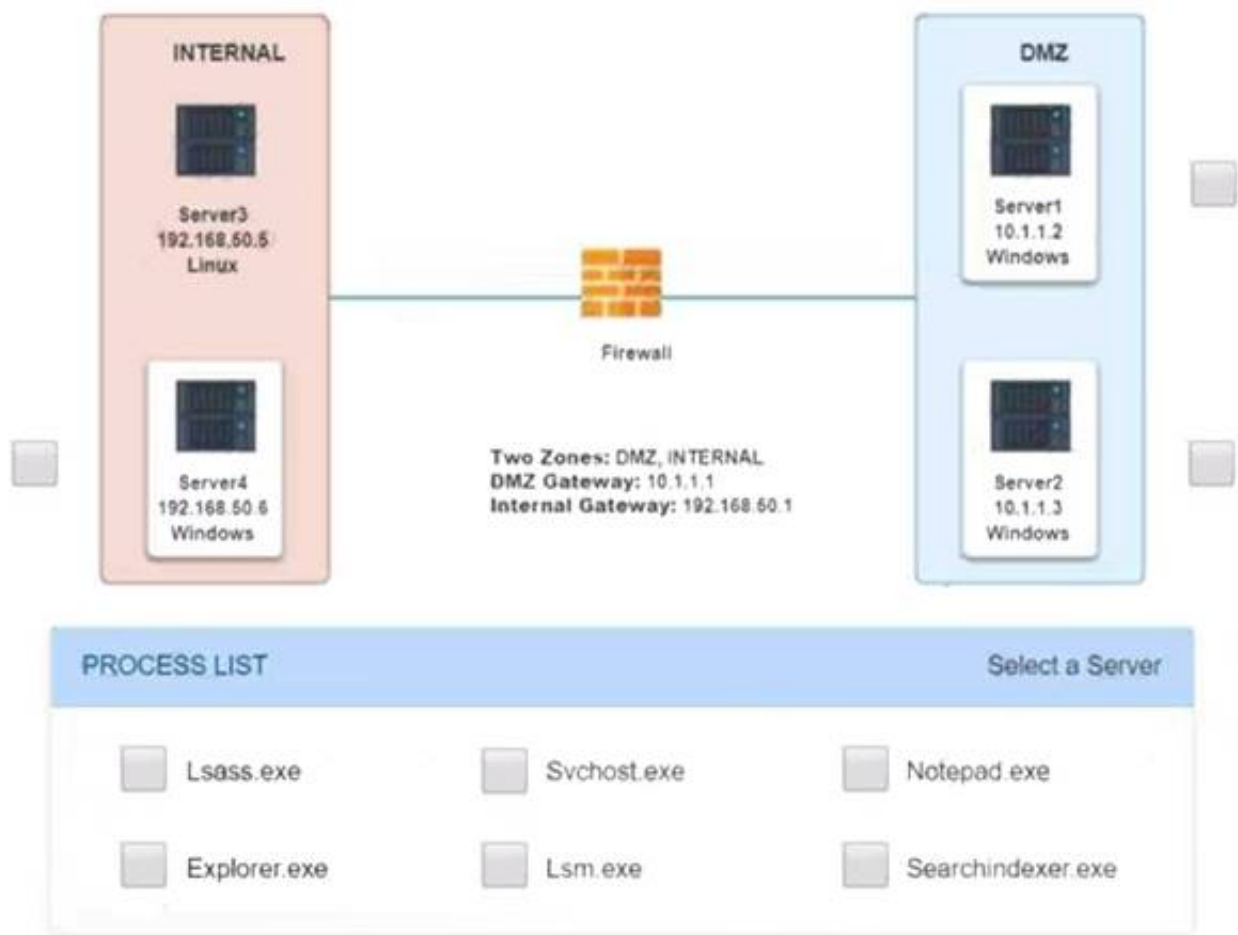 INTERNAL
Server3
192.168.50.5
Linux
Server4
192.168.50.6
Windows
Firewall
Two Zones: DMZ, INTERNAL
DMZ Gateway: 10.1.1.1
Internal Gateway: 192.168.50.1
DMZ
Server1
10.1.1.2
Windows
Server2
10.1.1.3
Windows
PROCESS LIST Select a Server
Lsass.exe Svchost.exe Notepad.exe
Explorer.exe Lsm.exe Searchindexer.exe